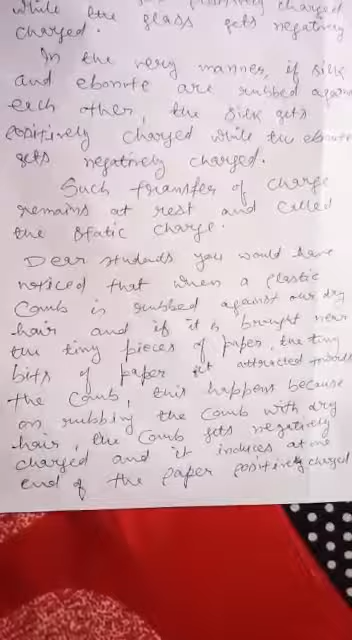 while the positively charged
charged. glass gets negatively
In the very manner, if silk
and ebonite are rubbed again
each other, the silk gets
positively charged while the ebonite
gets negatively charged.
Such transfer of charge
remains at rest and called
the static charge.
Dear students you would have
noticed that when a plastic
Comb is rubbed against our dry
hair and if it is brought near
the tiny pieces of paper, the tiny
bits of paper get attracted towards
the comb, this happens because
on rubbing the comb with dry
hair, the comb gets negatively
charged and it induces at one
end of the paper positively charged